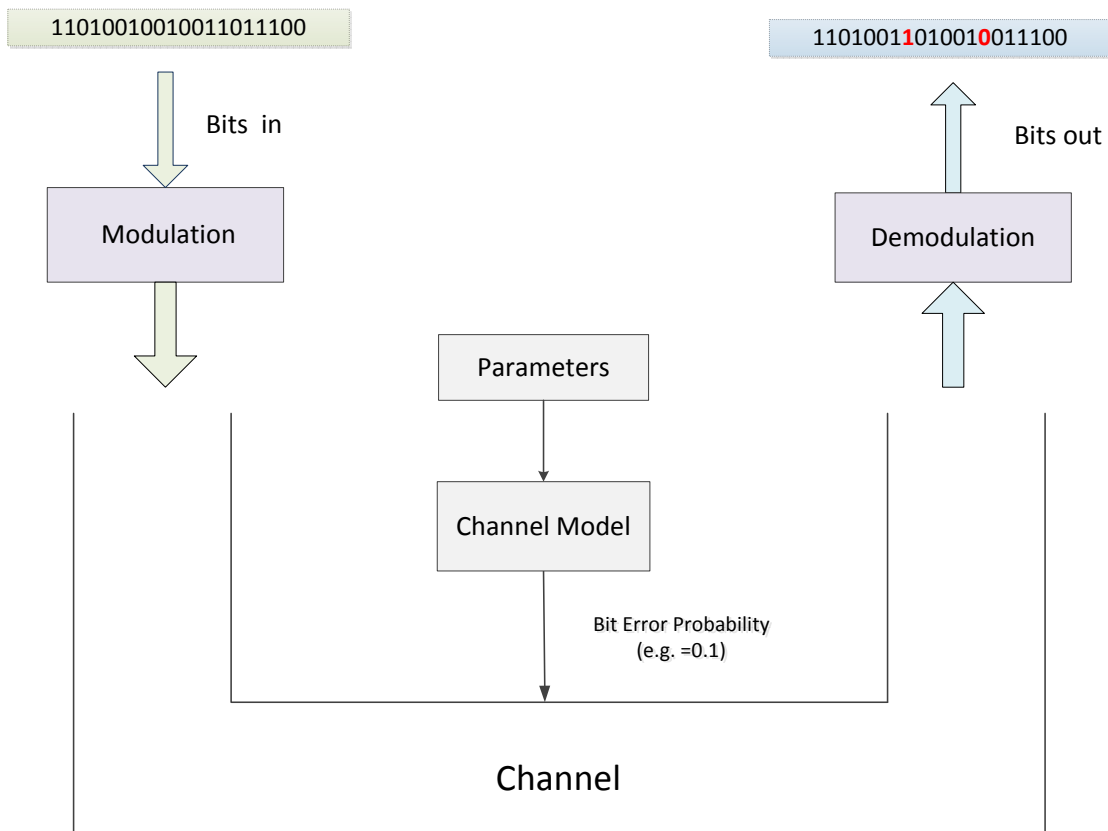 11010010010011011100
11010011010010011100
Bits in
Bits out
Modulation
Demodulation
Parameters
Channel Model
Bit Error Probability
(e.g. =0.1)
Channel